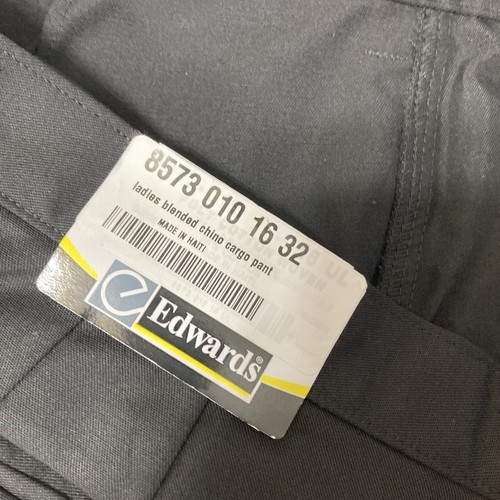 8573 010 16 32
ladies blended chino cargo pant
MADE IN HAITI
e
Edwards®